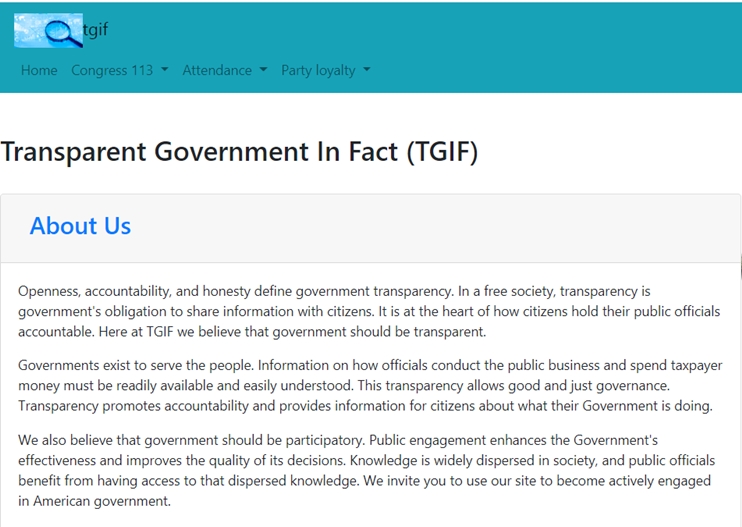 tgif
Home Congress 113 Attendance Party loyalty
Transparent Government In Fact (TGIF)
About Us
Openness, accountability, and honesty define government transparency. In a free society, transparency is
government's obligation to share information with citizens. It is at the heart of how citizens hold their public officials
accountable. Here at TGIF we believe that government should be transparent.
Governments exist to serve the people. Information on how officials conduct the public business and spend taxpayer
money must be readily available and easily understood. This transparency allows good and just governance.
Transparency promotes accountability and provides information for citizens about what their Government is doing.
We also believe that government should be participatory. Public engagement enhances the Government's
effectiveness and improves the quality of its decisions. Knowledge is widely dispersed in society, and public officials
benefit from having access to that dispersed knowledge. We invite you to use our site to become actively engaged
in American government.